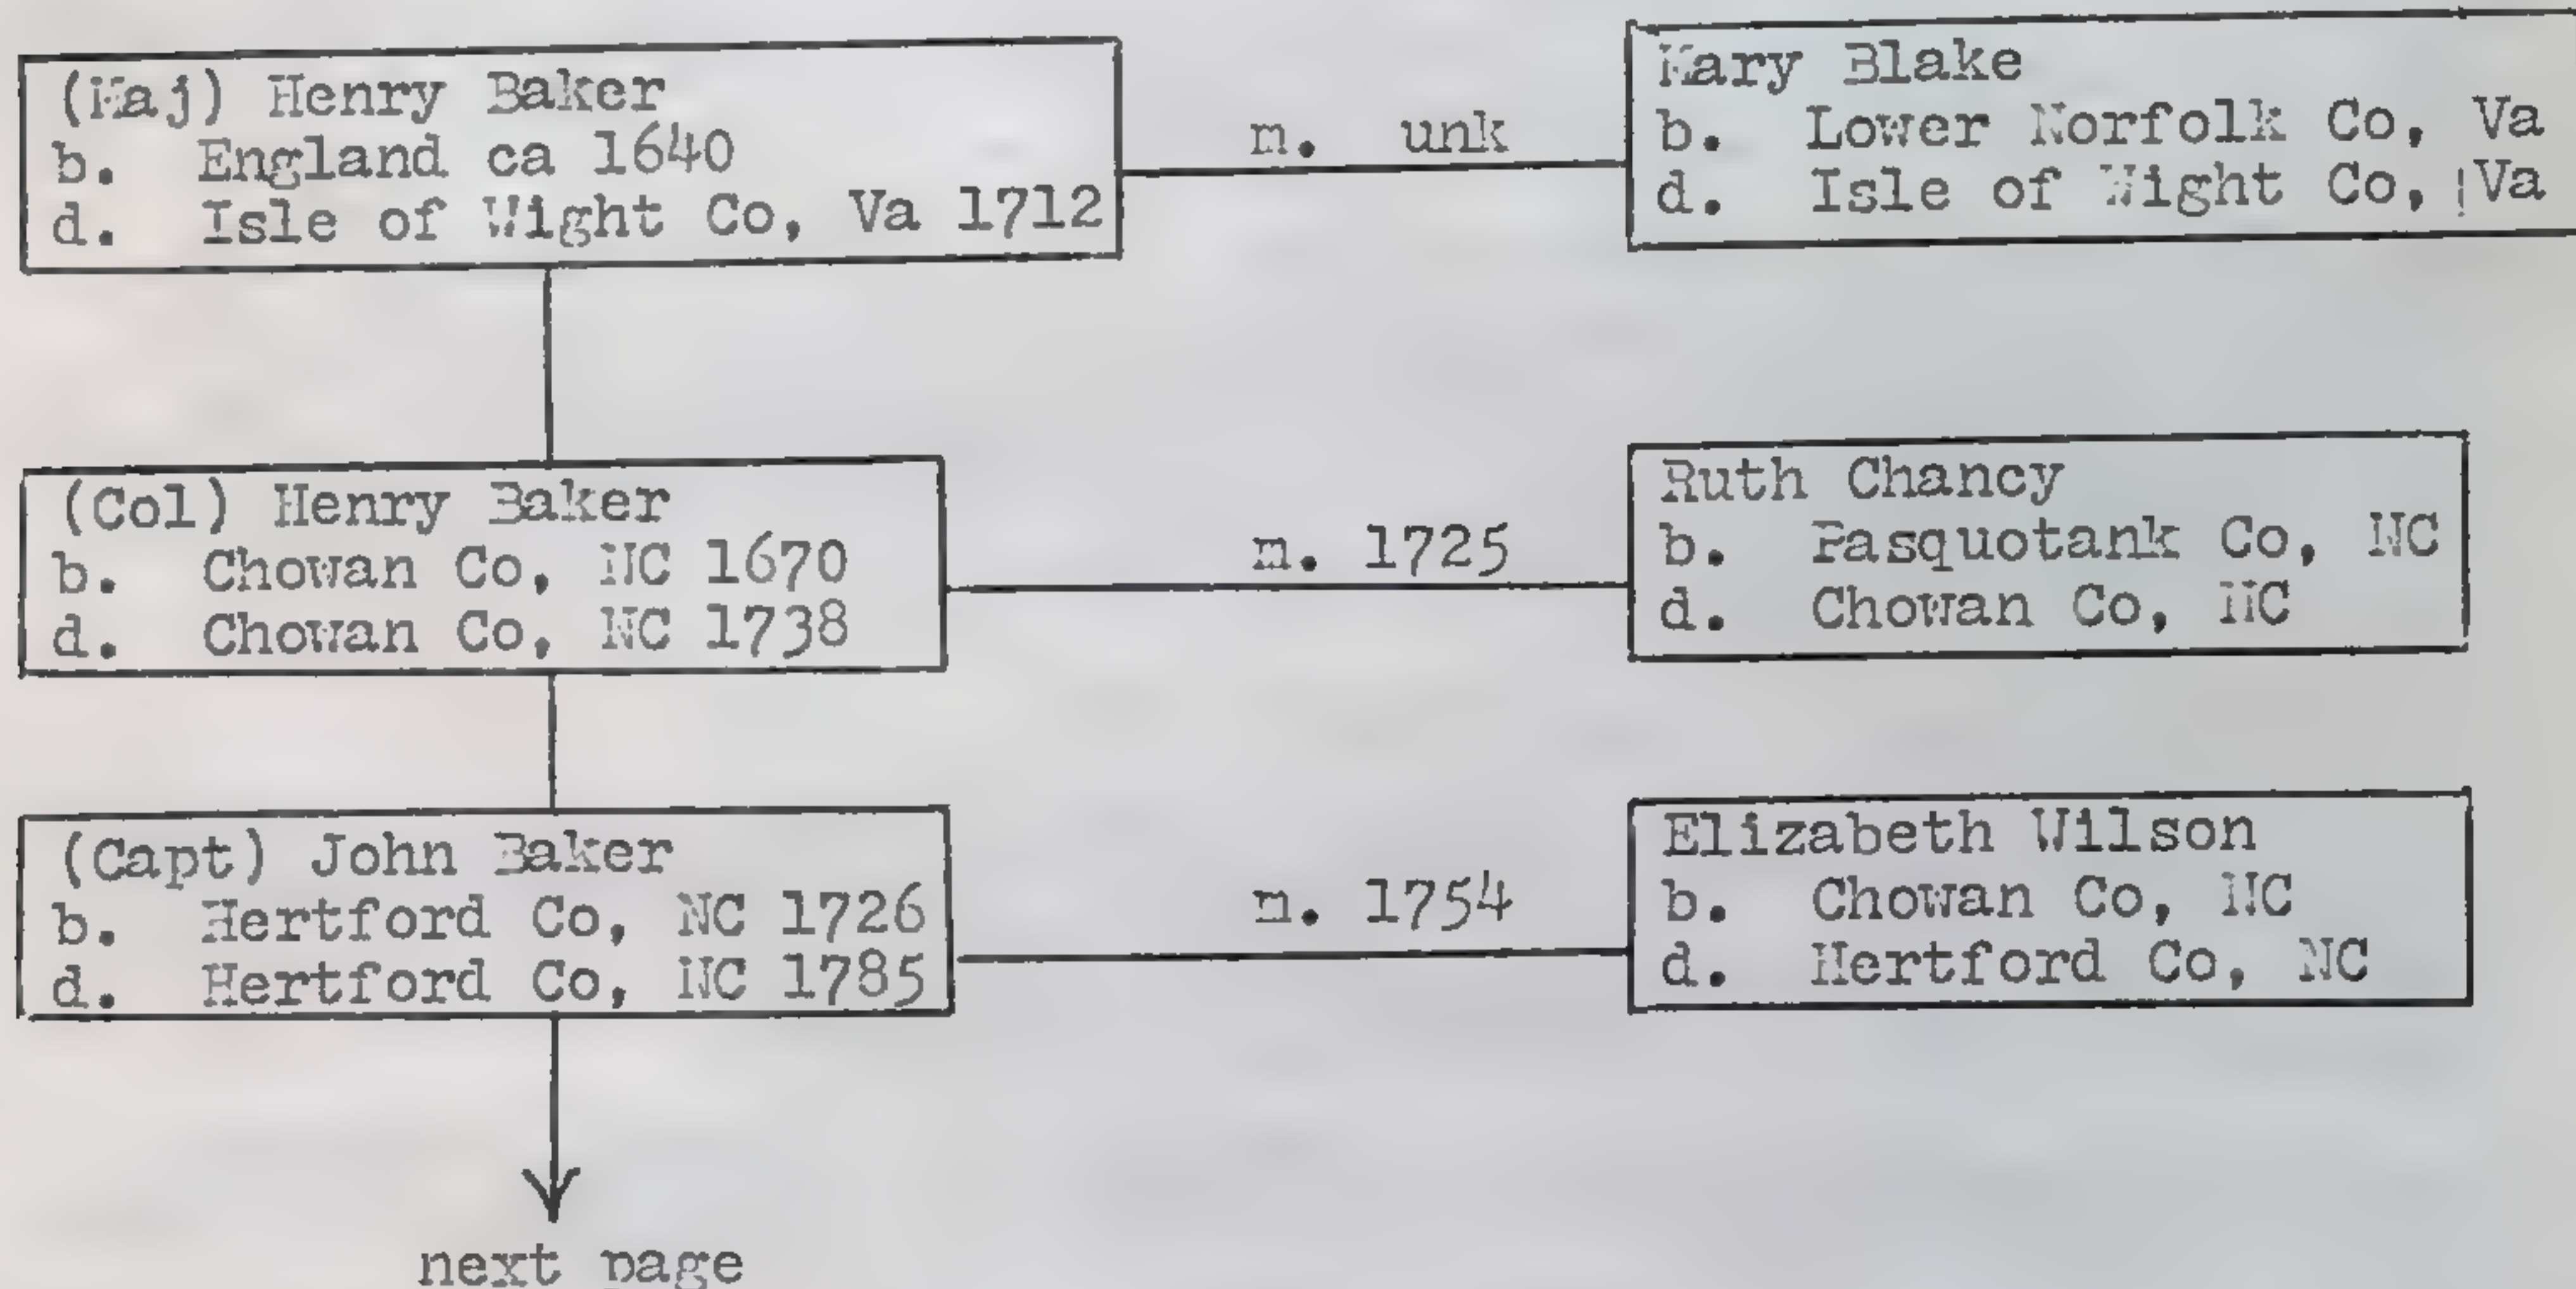 (Maj) Henry Baker
b. England ca 1640
d. Isle of Wight Co, Va 1712
m. unk
Mary Blake
b. Lower Norfolk Co, Va
d. Isle of Wight Co, Va
(Col) Henry Baker
b. Chowan Co, NC 1670
d. Chowan Co, NC 1738
m. 1725
Ruth Chancy
b. Pasquotank Co, NC
d. Chowan Co, NC
(Capt) John Baker
b. Hertford Co, NC 1726
d. Hertford Co, NC 1785
m. 1754
Elizabeth Wilson
b. Chowan Co, NC
d. Hertford Co, NC
next page